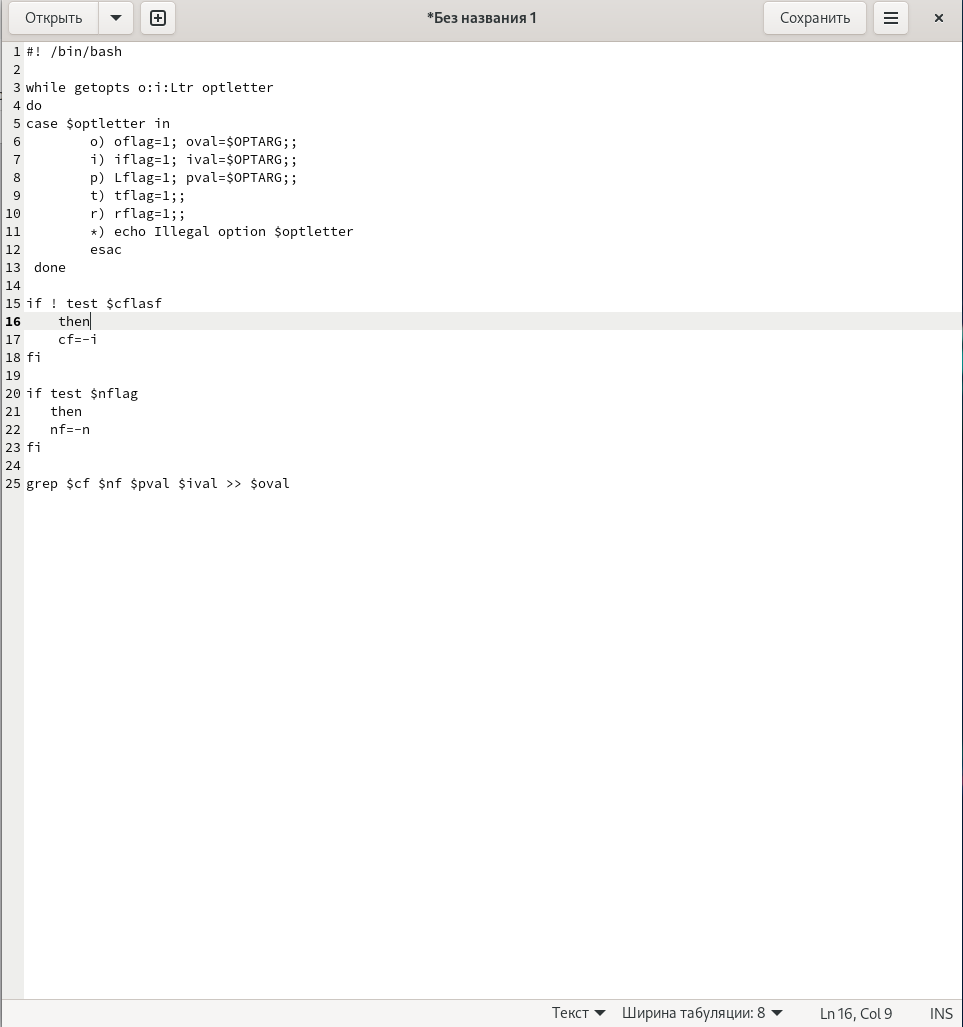 Открыть
*Без названия 1
Сохранить
1 #! /bin/bash
2
3 while getopts o:i:Ltr optletter
4 do
5 case $optletter in
6 o) oflag=1; oval=$OPTARG;;
7 i) iflag=1; ival=$OPTARG;;
8 p) Lflag=1; pval=$OPTARG;;
9 t) tflag=1;;
10 r) rflag=1;;
11 *) echo Illegal option $optletter
12 esac
13 done
14
15 if ! test $cflasf
16 then
17 cf=-i
18 fi
19
20 if test $nflag
21 then
22 nf=-n
23 fi
24
25 grep $cf $nf $pval $ival >> $oval
Текст Ширина табуляции: 8 Ln 16, Col 9 INS